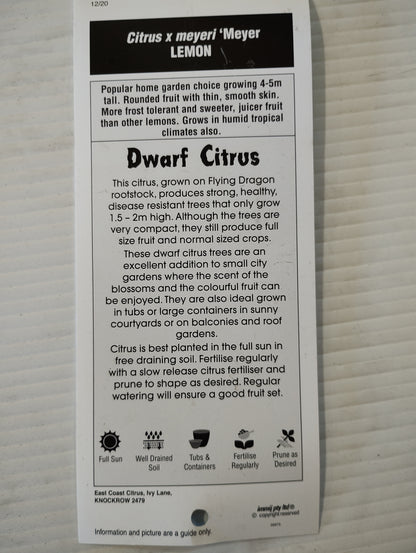 12/20
Citrus x meyeri ‘Meyer
LEMON
Popular home garden choice growing 4-5m
tall. Rounded fruit with thin, smooth skin.
More frost tolerant and sweeter, juicer fruit
than other lemons. Grows in humid tropical
climates also.
Dwarf Citrus
This citrus, grown on Flying Dragon
rootstock, produces strong, healthy,
disease resistant trees that only grow
1.5 – 2m high. Although the trees are
very compact, they still produce full
size fruit and normal sized crops.
These dwarf citrus trees are an
excellent addition to small city
gardens where the scent of the
blossoms and the colourful fruit can
be enjoyed. They are also ideal grown
in tubs or large containers in sunny
courtyards or on balconies and roof
gardens.
Citrus is best planted in the full sun in
free draining soil. Fertilise regularly
with a slow release citrus fertiliser and
prune to shape as desired. Regular
watering will ensure a good fruit set.
Full Sun
Well Drained
Soil
Tubs &
Containers
Fertilise
Regularly
Prune as
Desired
East Coast Citrus, Ivy Lane,
KNOCKROW 2479
pty ltd®
© copyright reserved
Information and picture are a guide only.